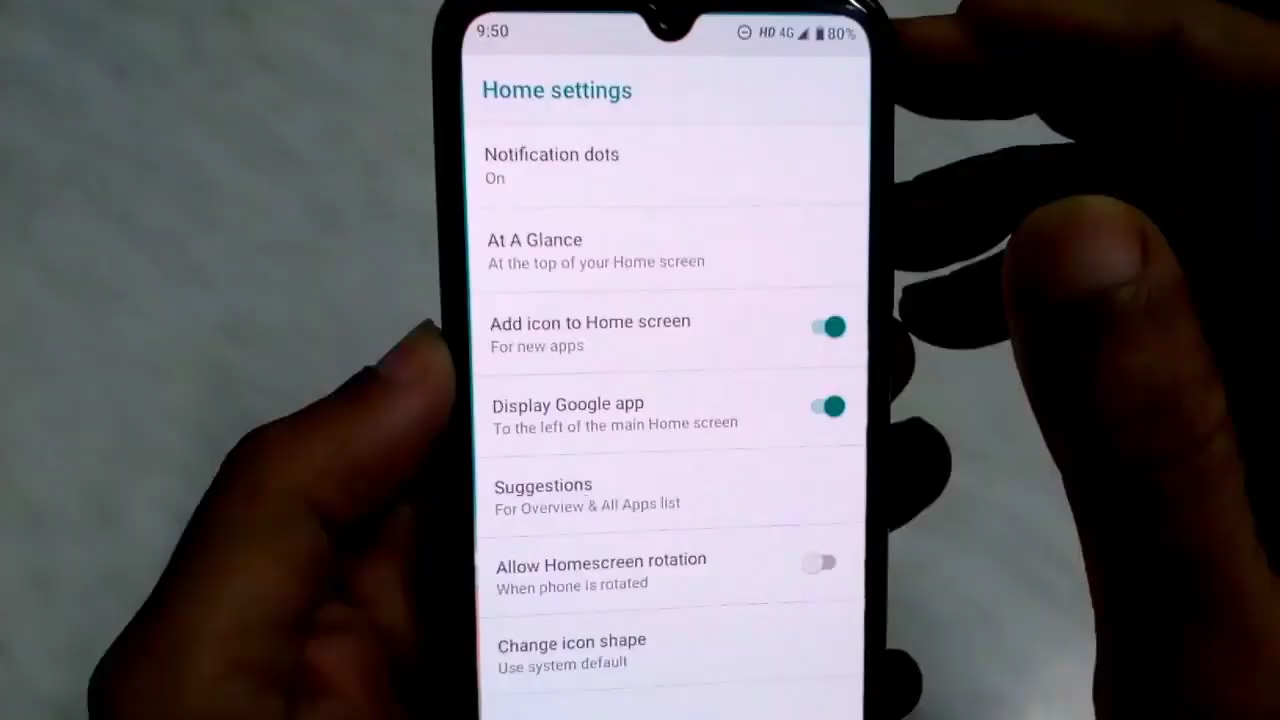 9:50 HD 4G 80%
Home settings
Notification dots
On
At A Glance
At the top of your Home screen
Add icon to Home screen
For new apps
Display Google app
To the left of the main Home screen
Suggestions
For Overview & All Apps list
Allow Homescreen rotation
When phone is rotated
Change icon shape
Use system default